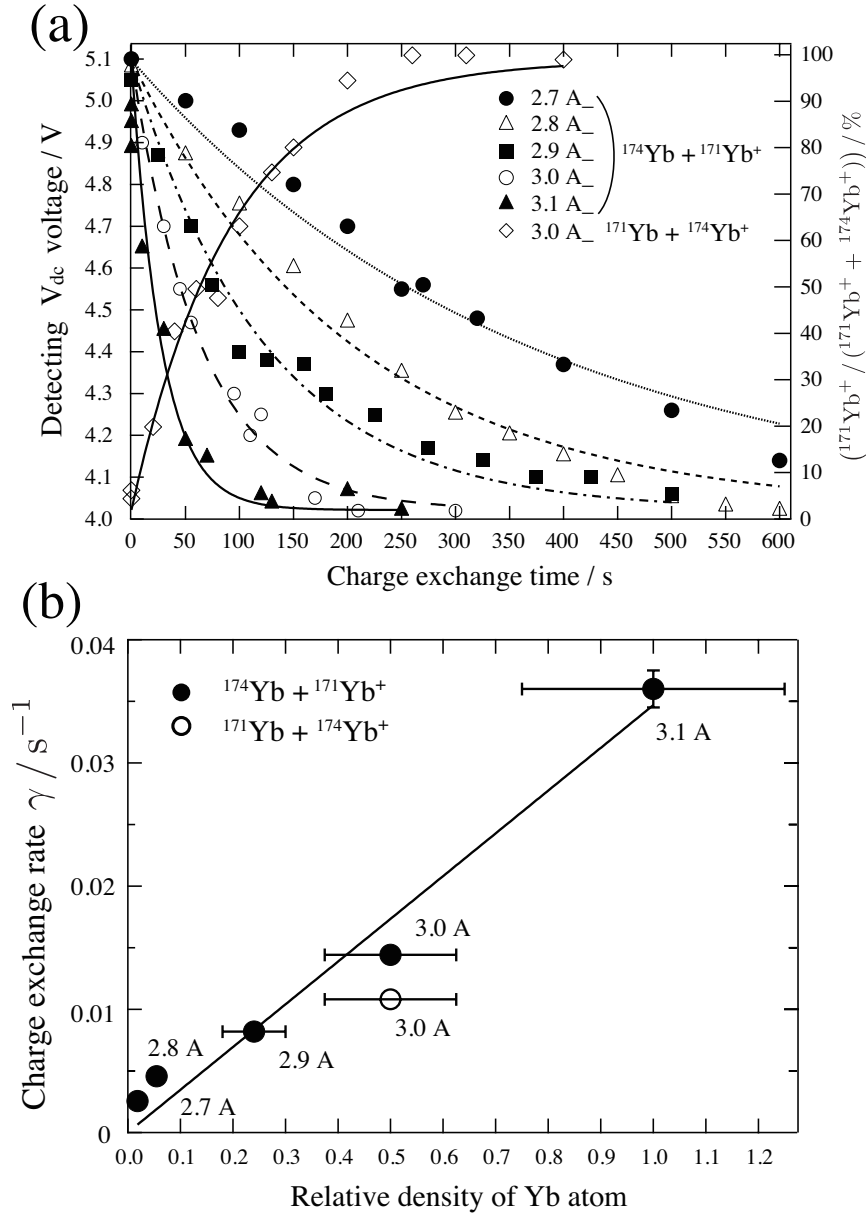 (a)
Detecting V_dc voltage / V
5.1
5.0
4.9
4.8
4.7
4.6
4.5
4.4
4.3
4.2
4.1
4.0
0 50 100 150 200 250 300 350 400 450 500 550 600
Charge exchange time / s
100
90
80
70
60
50
40
30
20
10
0
(¹⁷¹Yb⁺ / (¹⁷¹Yb⁺ + ¹⁷⁴Yb⁺)) / %
2.7 A_
2.8 A_
2.9 A_
3.0 A_
3.1 A_
¹⁷⁴Yb + ¹⁷¹Yb⁺
3.0 A_ ¹⁷¹Yb + ¹⁷⁴Yb⁺
(b)
Charge exchange rate γ / s⁻¹
0.04
0.03
0.02
0.01
0
¹⁷⁴Yb + ¹⁷¹Yb⁺
¹⁷¹Yb + ¹⁷⁴Yb⁺
3.1 A
3.0 A
3.0 A
2.9 A
2.8 A
2.7 A
0.0 0.1 0.2 0.3 0.4 0.5 0.6 0.7 0.8 0.9 1.0 1.1 1.2
Relative density of Yb atom